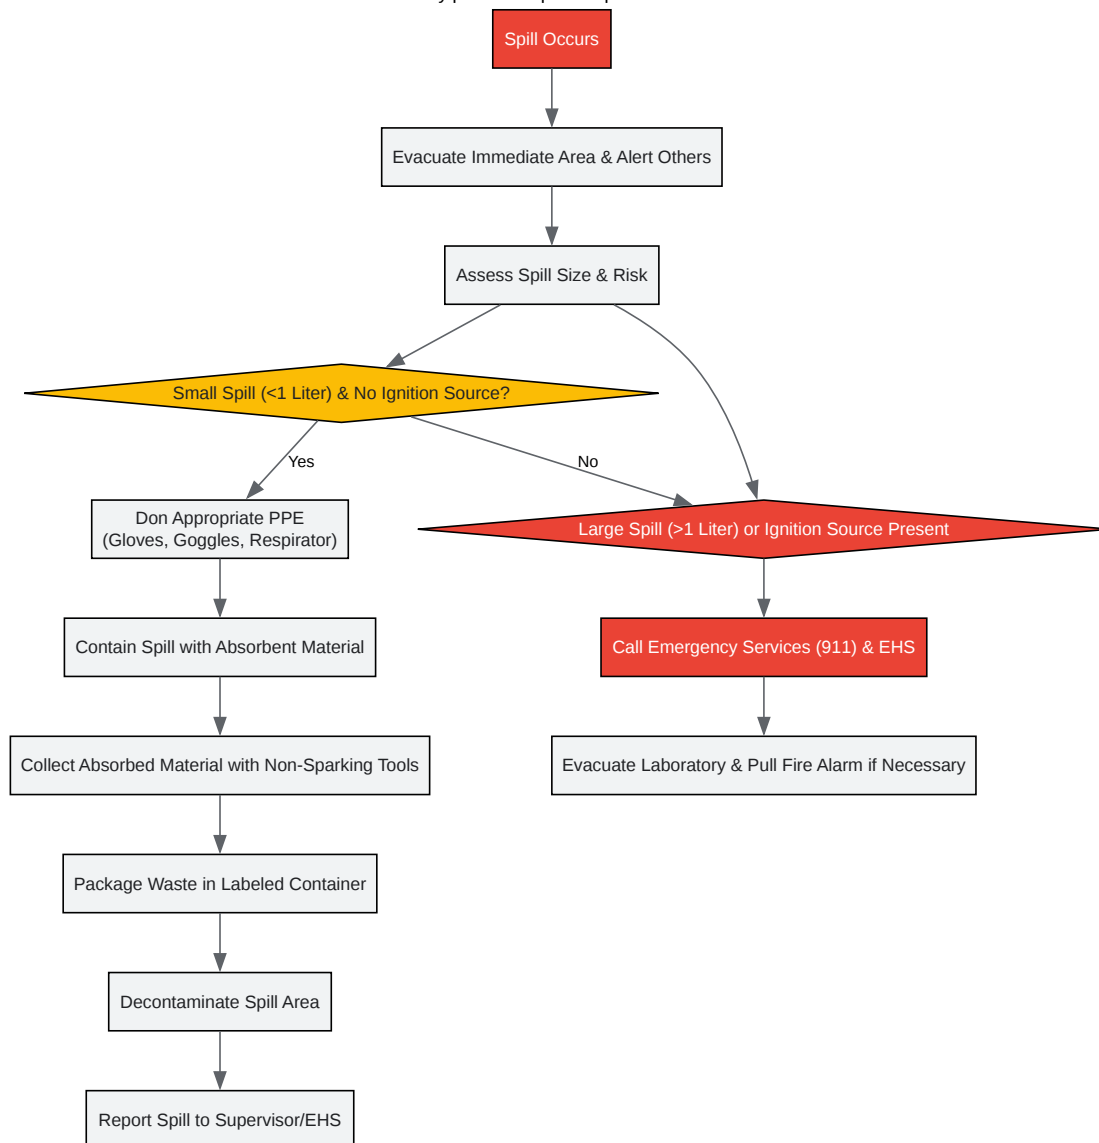 Spill Occurs
Evacuate Immediate Area & Alert Others
Assess Spill Size & Risk
Small Spill (<1 Liter) & No Ignition Source?
Yes
No
Don Appropriate PPE
(Gloves, Goggles, Respirator)
Large Spill (>1 Liter) or Ignition Source Present
Contain Spill with Absorbent Material
Call Emergency Services (911) & EHS
Collect Absorbed Material with Non-Sparking Tools
Evacuate Laboratory & Pull Fire Alarm if Necessary
Package Waste in Labeled Container
Decontaminate Spill Area
Report Spill to Supervisor/EHS